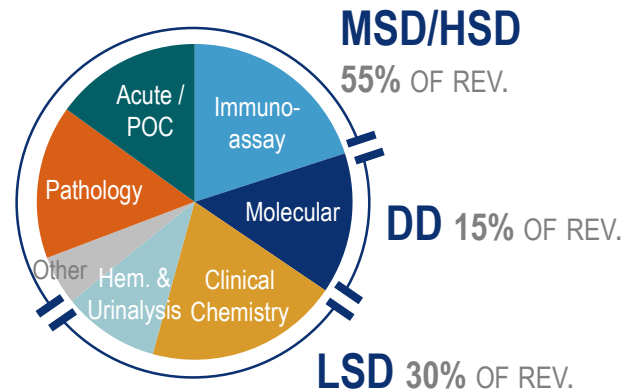 MSD/HSD
55% OF REV.
Acute /
POC
Immuno-
assay
Pathology
Molecular
DD 15% OF REV.
Other
Hem. &
Urinalysis
Clinical
Chemistry
LSD 30% OF REV.